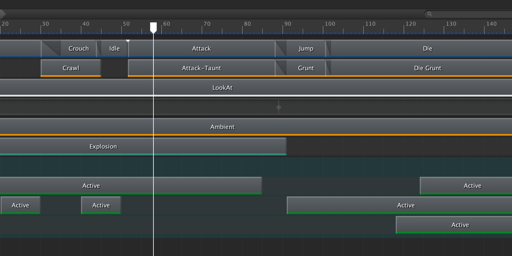 20 30 40 50 60 70 80 90 100 110 120 130 140
Crouch Idle Attack Jump Die
Crawl Attack-Taunt Grunt Die Grunt
LookAt
Ambient
Explosion
Active Active
Active Active Active
Active